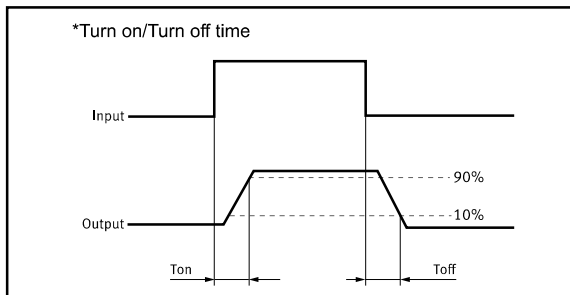 *Turn on/Turn off time
Input
90%
10%
Output
Ton
Toff